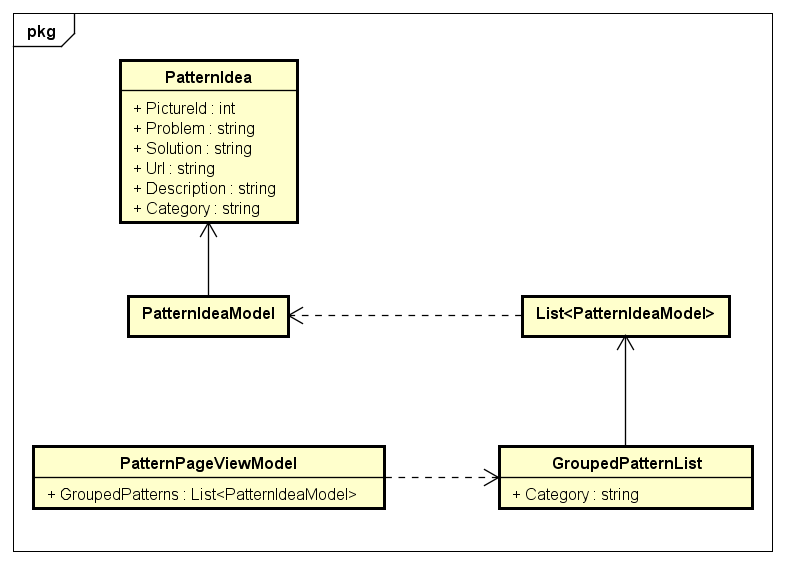 pkg
PatternIdea
+ PictureId : int
+ Problem : string
+ Solution : string
+ Url : string
+ Description : string
+ Category : string
PatternIdeaModel
List<PatternIdeaModel>
PatternPageViewModel
+ GroupedPatterns : List<PatternIdeaModel>
GroupedPatternList
+ Category : string